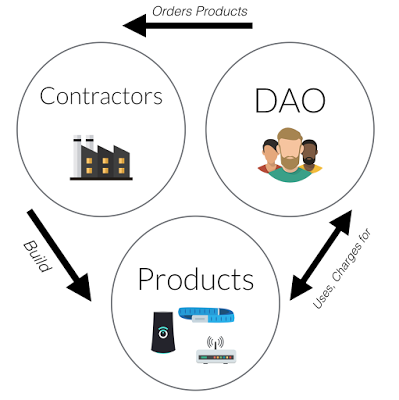 Orders Products
Contractors
DAO
Build
Uses, Charges for
Products